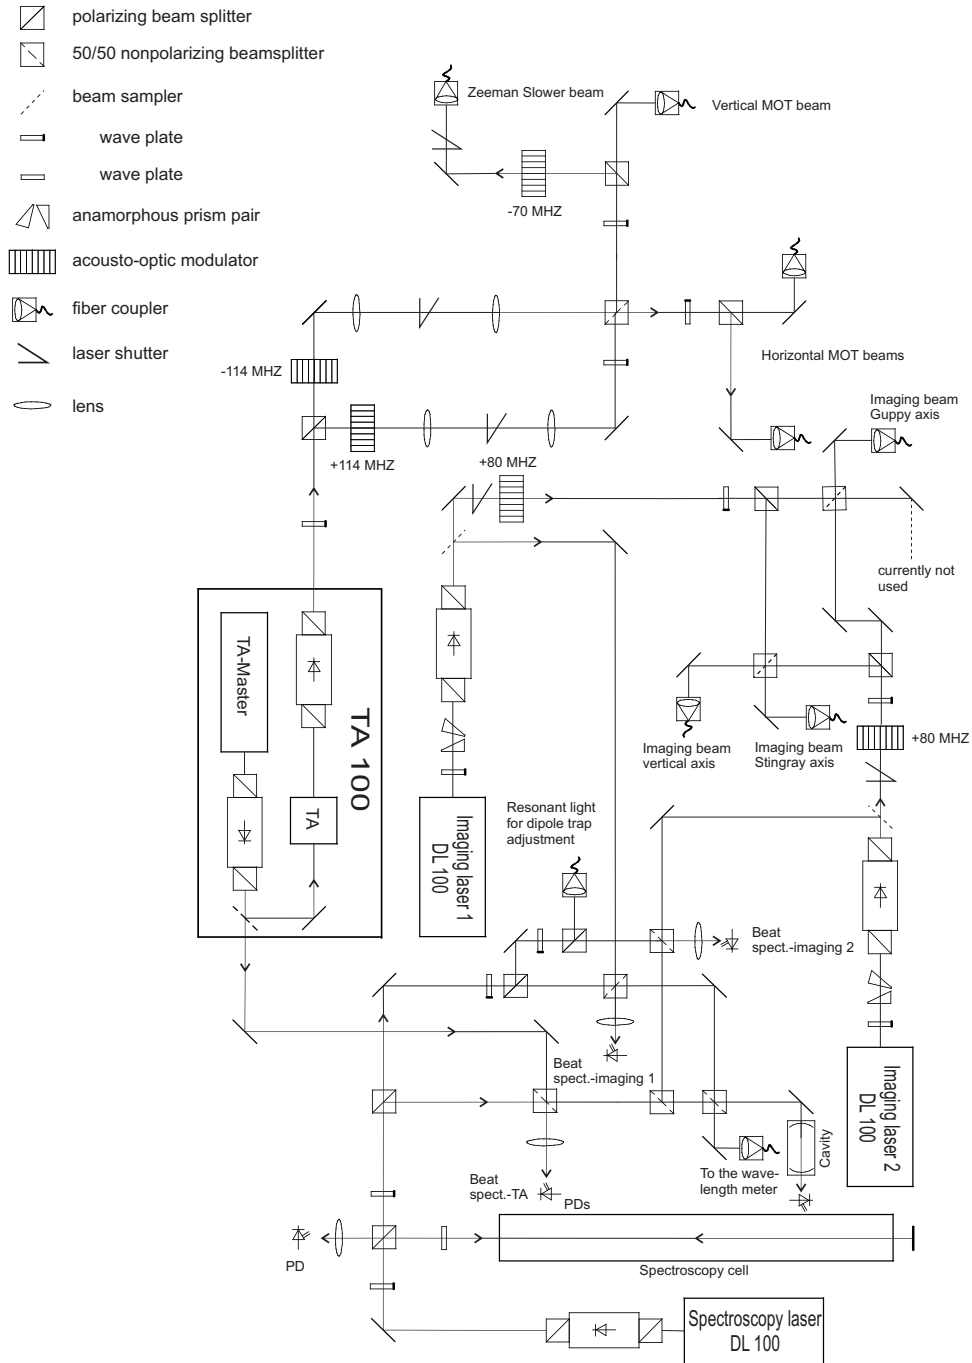 polarizing beam splitter
50/50 nonpolarizing beamsplitter
beam sampler
wave plate
wave plate
anamorphous prism pair
acousto-optic modulator
fiber coupler
laser shutter
lens
Zeeman Slower beam
Vertical MOT beam
-70 MHZ
Horizontal MOT beams
-114 MHZ
+114 MHZ
+80 MHZ
Imaging beam
Guppy axis
currently not
used
TA-Master
TA
TA 100
Imaging laser 1
DL 100
Imaging beam
vertical axis
Imaging beam
Stingray axis
+80 MHZ
Resonant light
for dipole trap
adjustment
Beat
spect.-imaging 2
Beat
spect.-imaging 1
Imaging laser 2
DL 100
Cavity
To the wave-
length meter
Beat
spect.-TA
PDs
PD
Spectroscopy cell
Spectroscopy laser
DL 100